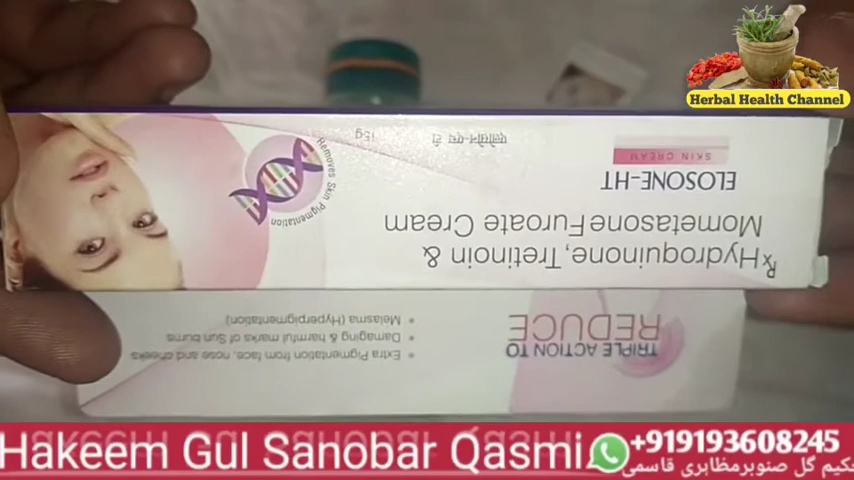 Herbal Health Channel
Rx Hydroquinone, Tretinoin &
Mometasone Furoate Cream
ELOSONE-HT
SKIN CREAM
एलोसोन-एच टी
15g
Removes Skin Pigmentation
TRIPLE ACTION TO
REDUCE
• Extra Pigmentation from face, nose and cheeks
• Damaging & harmful marks of Sun burns
• Melasma (Hyperpigmentation)
Hakeem Gul Sanobar Qasmi
+919193608245
حکیم گل صنوبر مظاہری قاسمی